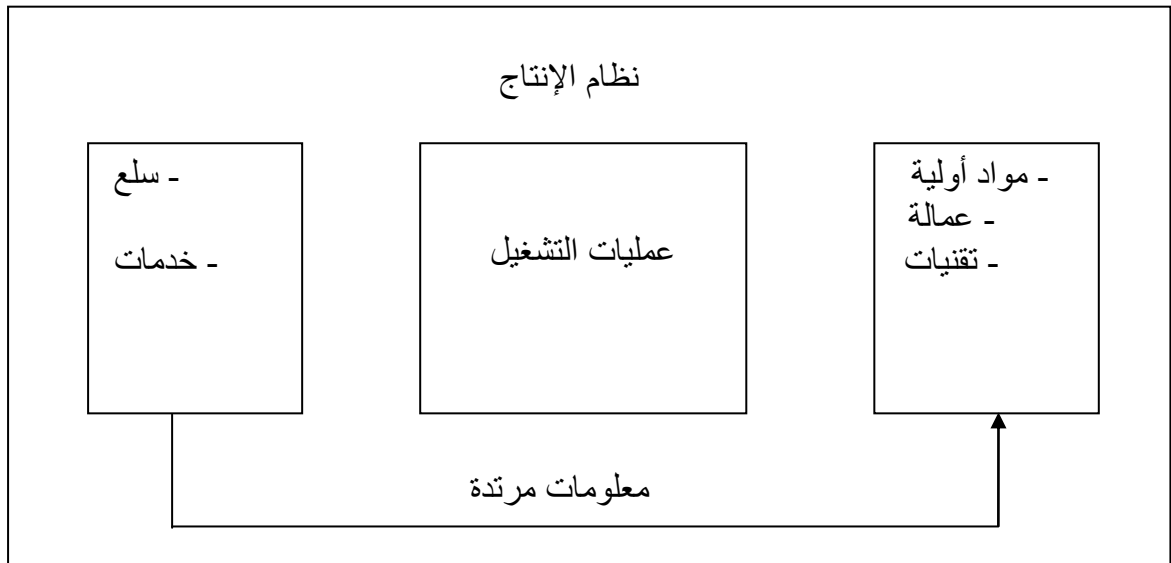 نظام الإنتاج
- مواد أولية
- عمالة
- تقنيات
عمليات التشغيل
- سلع
- خدمات
معلومات مرتدة